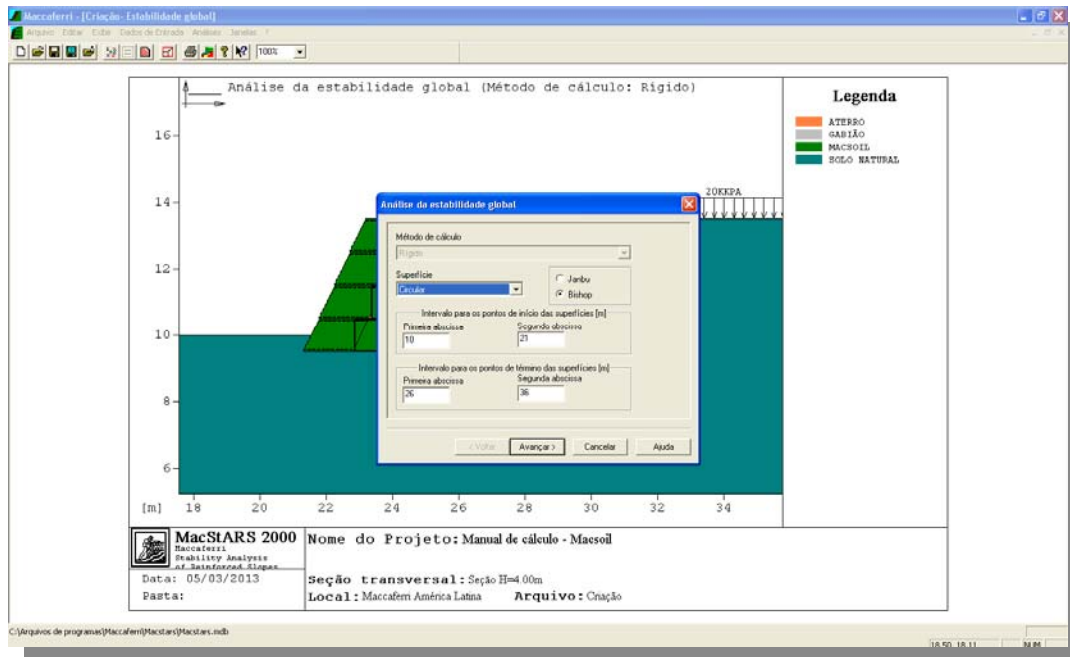 Maccaferri - [Criação- Estabilidade global]
Arquivo Editar Exibir Dados de Entrada Análises Janelas ?
100%
Análise da estabilidade global (Método de cálculo: Rígido)
Legenda
ATERRO
GABIÃO
MACSOIL
SOLO NATURAL
16
14
12
10
8
6
20KKPA
Análise da estabilidade global
Método de cálculo
Rígido
Superfície
Circular
Janbu
Bishop
Intervalo para os pontos de início das superfícies [m]
Primeira abscissa
Segunda abscissa
10
21
Intervalo para os pontos de término das superfícies [m]
Primeira abscissa
Segunda abscissa
26
36
< Voltar
Avançar >
Cancelar
Ajuda
[m] 18 20 22 24 26 28 30 32 34
MacStARS 2000
Maccaferri
Stability Analysis
of Reinforced Slopes
Nome do Projeto: Manual de cálculo - Macsoil
Data: 05/03/2013
Seção transversal: Seção H=4.00m
Pasta:
Local: Maccaferri América Latina Arquivo: Criação
C:\Arquivos de programas\Maccaferri\Macstars\Macstars.mdb
18.50, 18.11
NUM